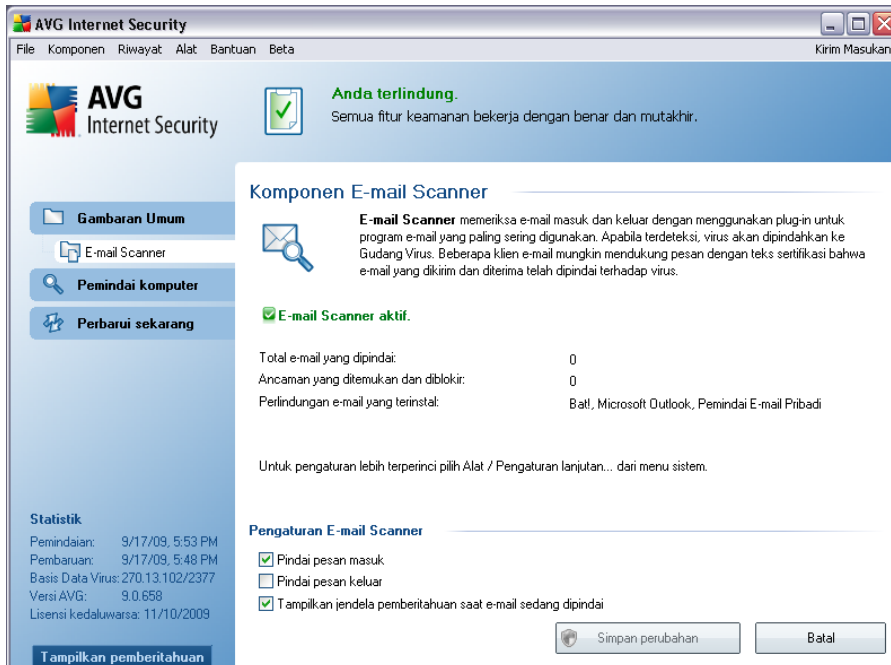 AVG Internet Security
File Komponen Riwayat Alat Bantuan Beta Kirim Masukan
AVG
Internet Security
Anda terlindung.
Semua fitur keamanan bekerja dengan benar dan mutakhir.
Gambaran Umum
E-mail Scanner
Pemindai komputer
Perbarui sekarang
Komponen E-mail Scanner
E-mail Scanner memeriksa e-mail masuk dan keluar dengan menggunakan plug-in untuk
program e-mail yang paling sering digunakan. Apabila terdeteksi, virus akan dipindahkan ke
Gudang Virus. Beberapa klien e-mail mungkin mendukung pesan dengan teks sertifikasi bahwa
e-mail yang dikirim dan diterima telah dipindai terhadap virus.
E-mail Scanner aktif.
Total e-mail yang dipindai: 0
Ancaman yang ditemukan dan diblokir: 0
Perlindungan e-mail yang terinstal: Bat!, Microsoft Outlook, Pemindai E-mail Pribadi
Untuk pengaturan lebih terperinci pilih Alat / Pengaturan lanjutan... dari menu sistem.
Pengaturan E-mail Scanner
Pindai pesan masuk
Pindai pesan keluar
Tampilkan jendela pemberitahuan saat e-mail sedang dipindai
Simpan perubahan Batal
Statistik
Pemindaian: 9/17/09, 5:53 PM
Pembaruan: 9/17/09, 5:48 PM
Basis Data Virus: 270.13.102/2377
Versi AVG: 9.0.658
Lisensi kedaluwarsa: 11/10/2009
Tampilkan pemberitahuan